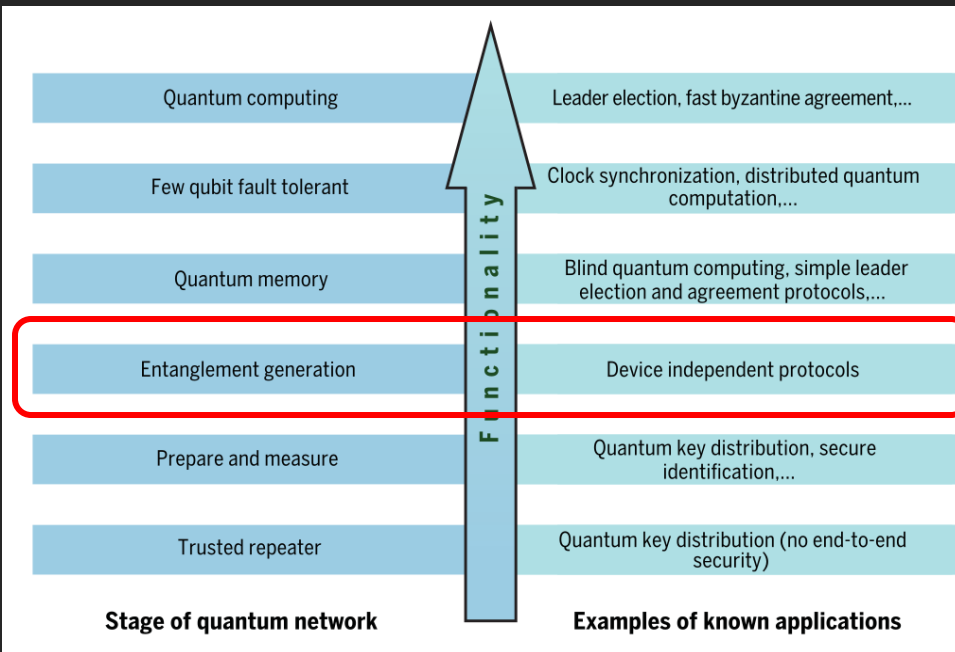 Quantum computing
Leader election, fast byzantine agreement,...
Few qubit fault tolerant
Clock synchronization, distributed quantum
computation,...
Quantum memory
Blind quantum computing, simple leader
election and agreement protocols,...
Entanglement generation
Device independent protocols
Prepare and measure
Quantum key distribution, secure
identification,...
Trusted repeater
Quantum key distribution (no end-to-end
security)
Functionality
Stage of quantum network
Examples of known applications